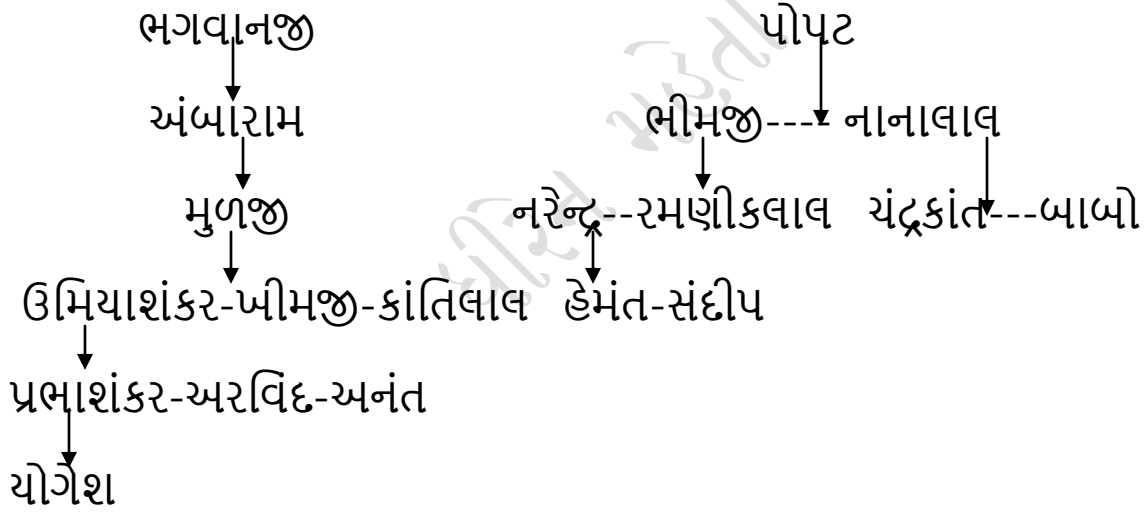 ભગવાનજી પોપટ
અંબારામ ભીમજી---- નાનાલાલ
મુળજી નરેન્દ્ર--રમણીકલાલ ચંદ્રકાંત---બાબો
ઉમિયાશંકર-ખીમજી-કાંતિલાલ હેમંત-સંદીપ
પ્રભાશંકર-અરવિંદ-અનંત
યોગેશ